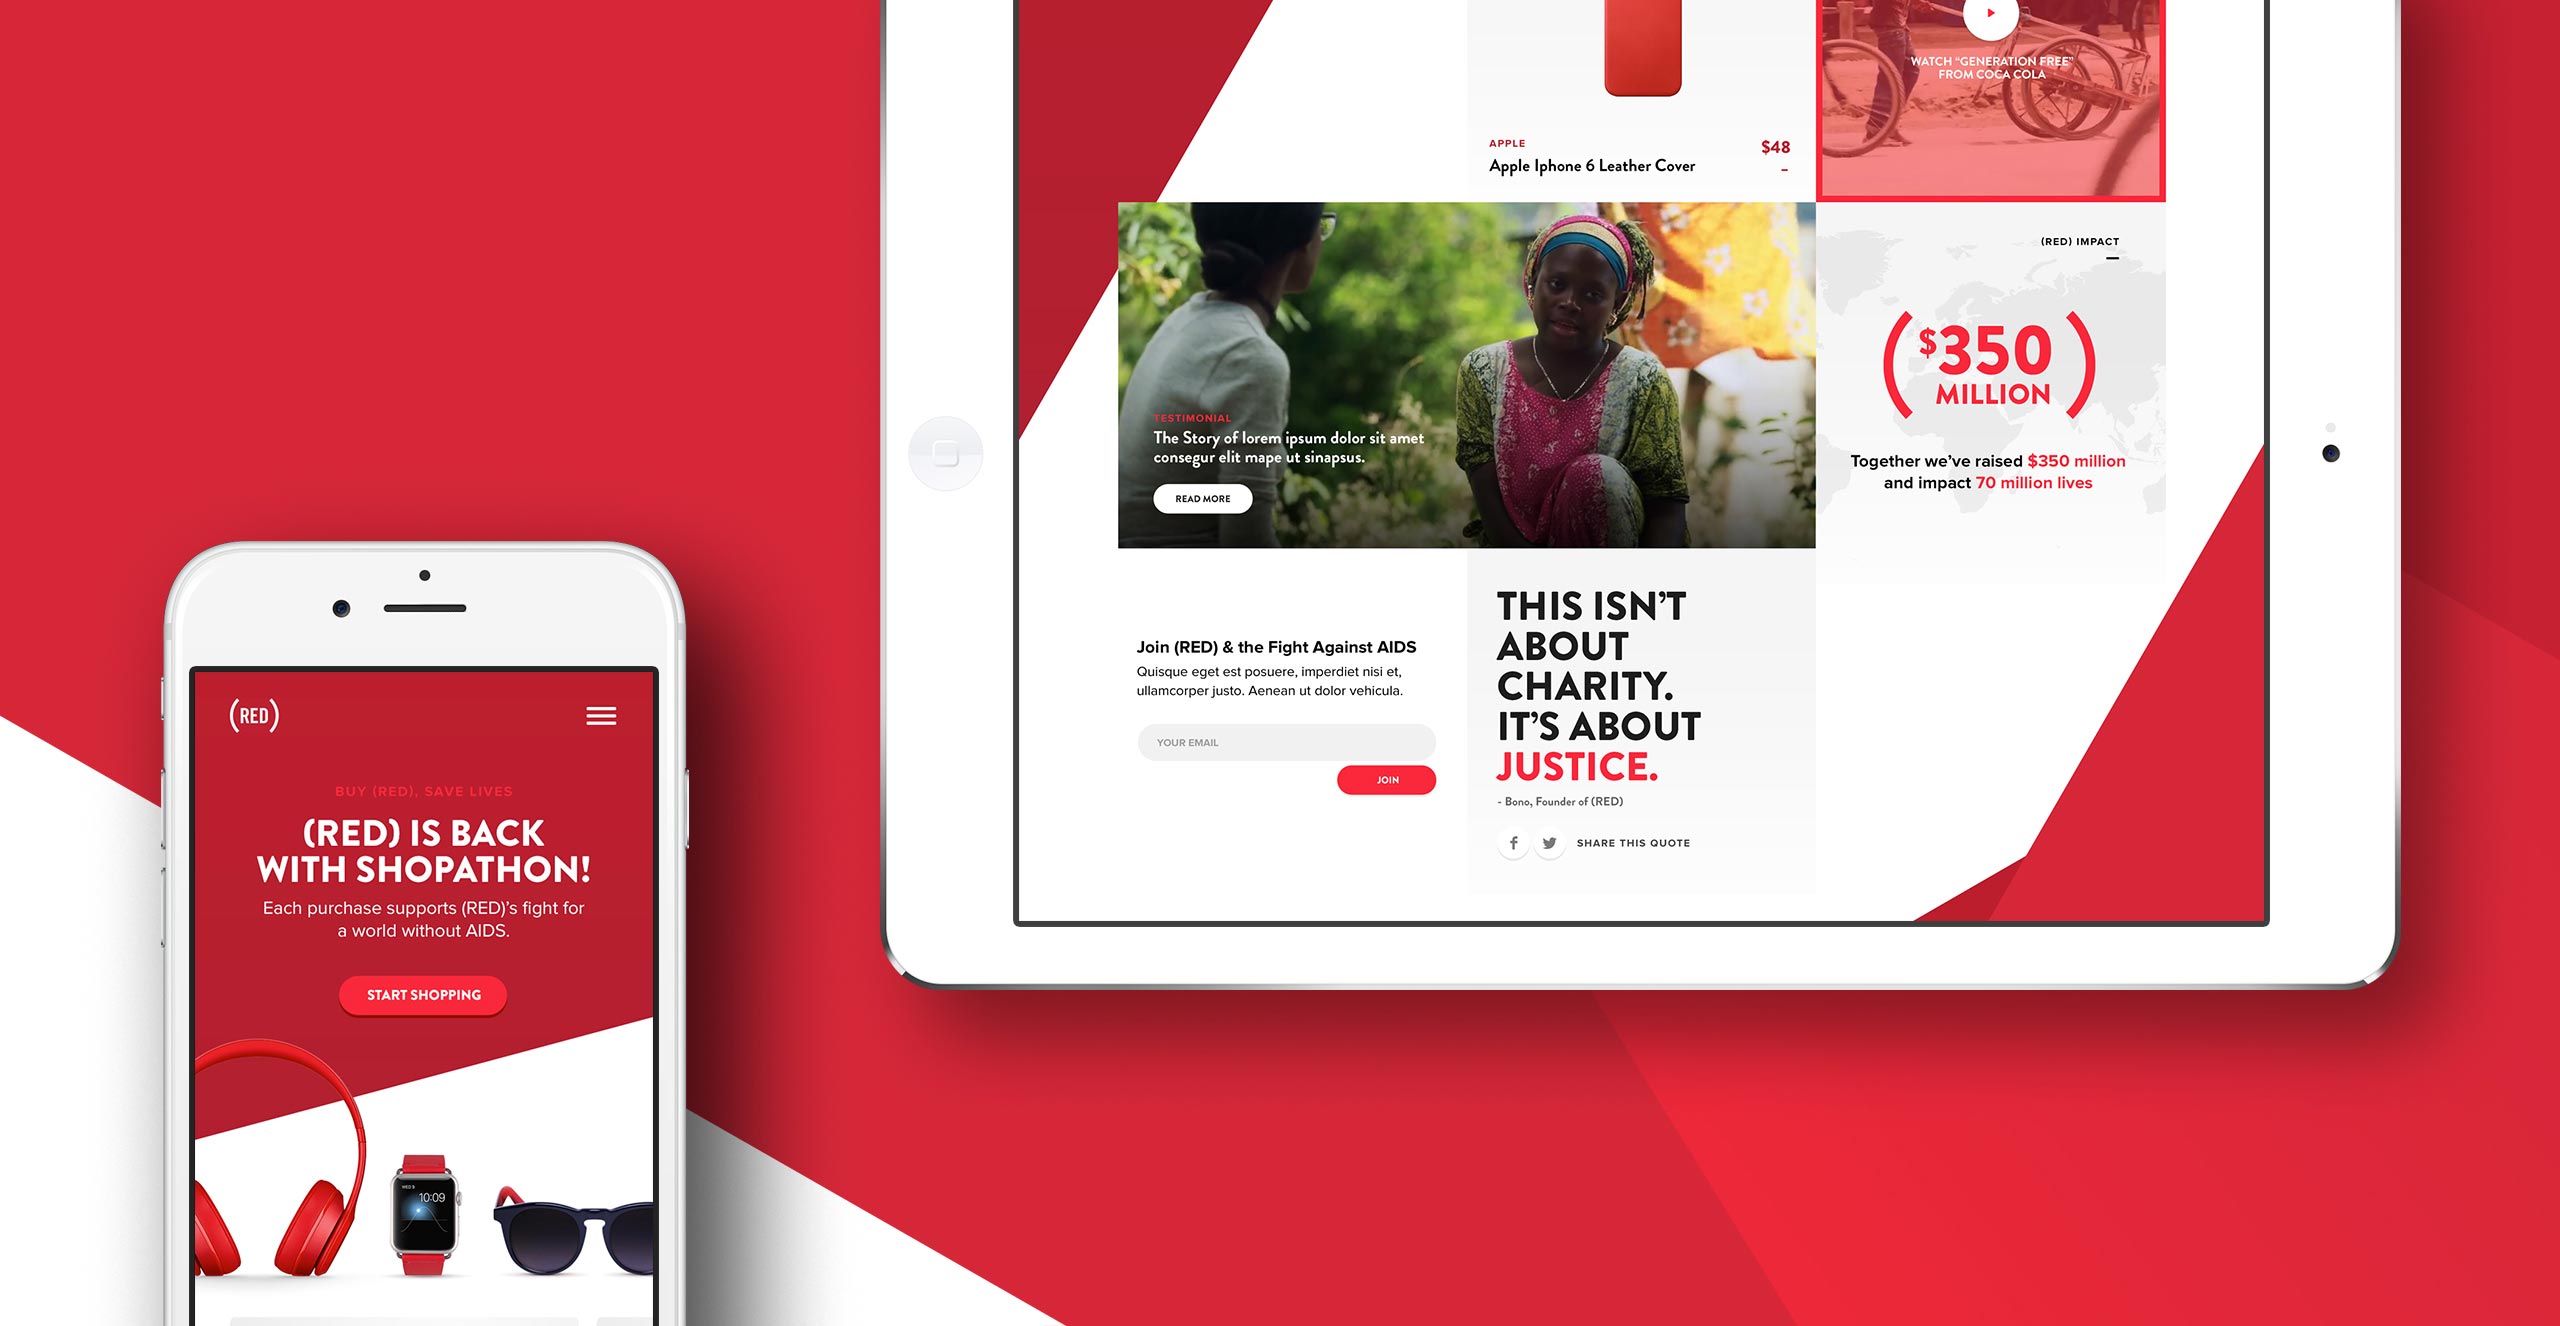 WATCH “GENERATION FREE”
FROM COCA COLA
APPLE
$48
Apple Iphone 6 Leather Cover
–
TESTIMONIAL
The Story of lorem ipsum dolor sit amet
consegur elit mape ut sinapsus.
READ MORE
(RED) IMPACT
($350
MILLION)
Together we’ve raised $350 million
and impact 70 million lives
Join (RED) & the Fight Against AIDS
Quisque eget est posuere, imperdiet nisi et,
ullamcorper justo. Aenean ut dolor vehicula.
YOUR EMAIL
JOIN
THIS ISN’T
ABOUT
CHARITY.
IT’S ABOUT
JUSTICE.
- Bono, Founder of (RED)
SHARE THIS QUOTE
(RED)
BUY (RED), SAVE LIVES
(RED) IS BACK
WITH SHOPATHON!
Each purchase supports (RED)’s fight for
a world without AIDS.
START SHOPPING
WED 9
10:09